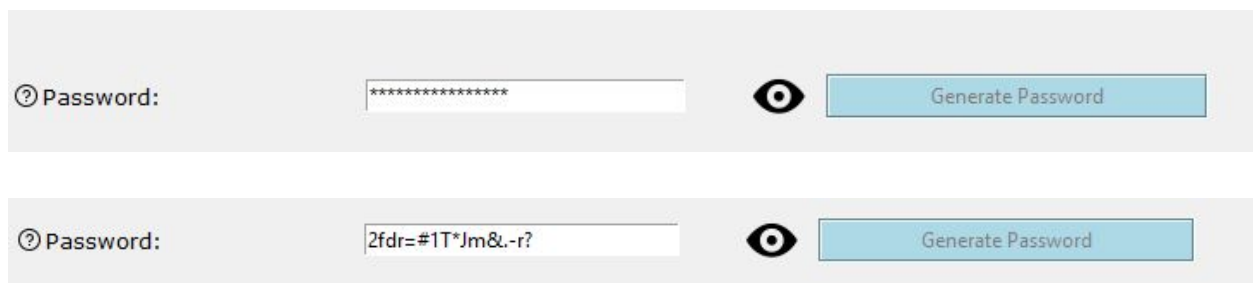 ? Password: **************** Generate Password
? Password: 2fdr=#1T*Jm&.-r? Generate Password